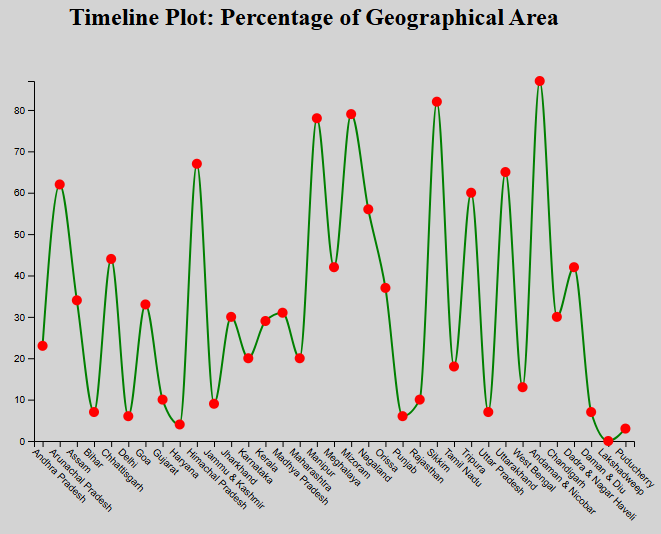 Timeline Plot: Percentage of Geographical Area
80
70
60
50
40
30
20
10
0
Andhra Pradesh
Arunachal Pradesh
Assam
Bihar
Chhattisgarh
Delhi
Goa
Gujarat
Haryana
Himachal Pradesh
Jammu & Kashmir
Jharkhand
Karnataka
Kerala
Madhya Pradesh
Maharashtra
Manipur
Meghalaya
Mizoram
Nagaland
Orissa
Punjab
Rajasthan
Sikkim
Tamil Nadu
Tripura
Uttar Pradesh
Uttarakhand
West Bengal
Andaman & Nicobar
Chandigarh
Dadra & Nagar Haveli
Daman & Diu
Lakshadweep
Puducherry